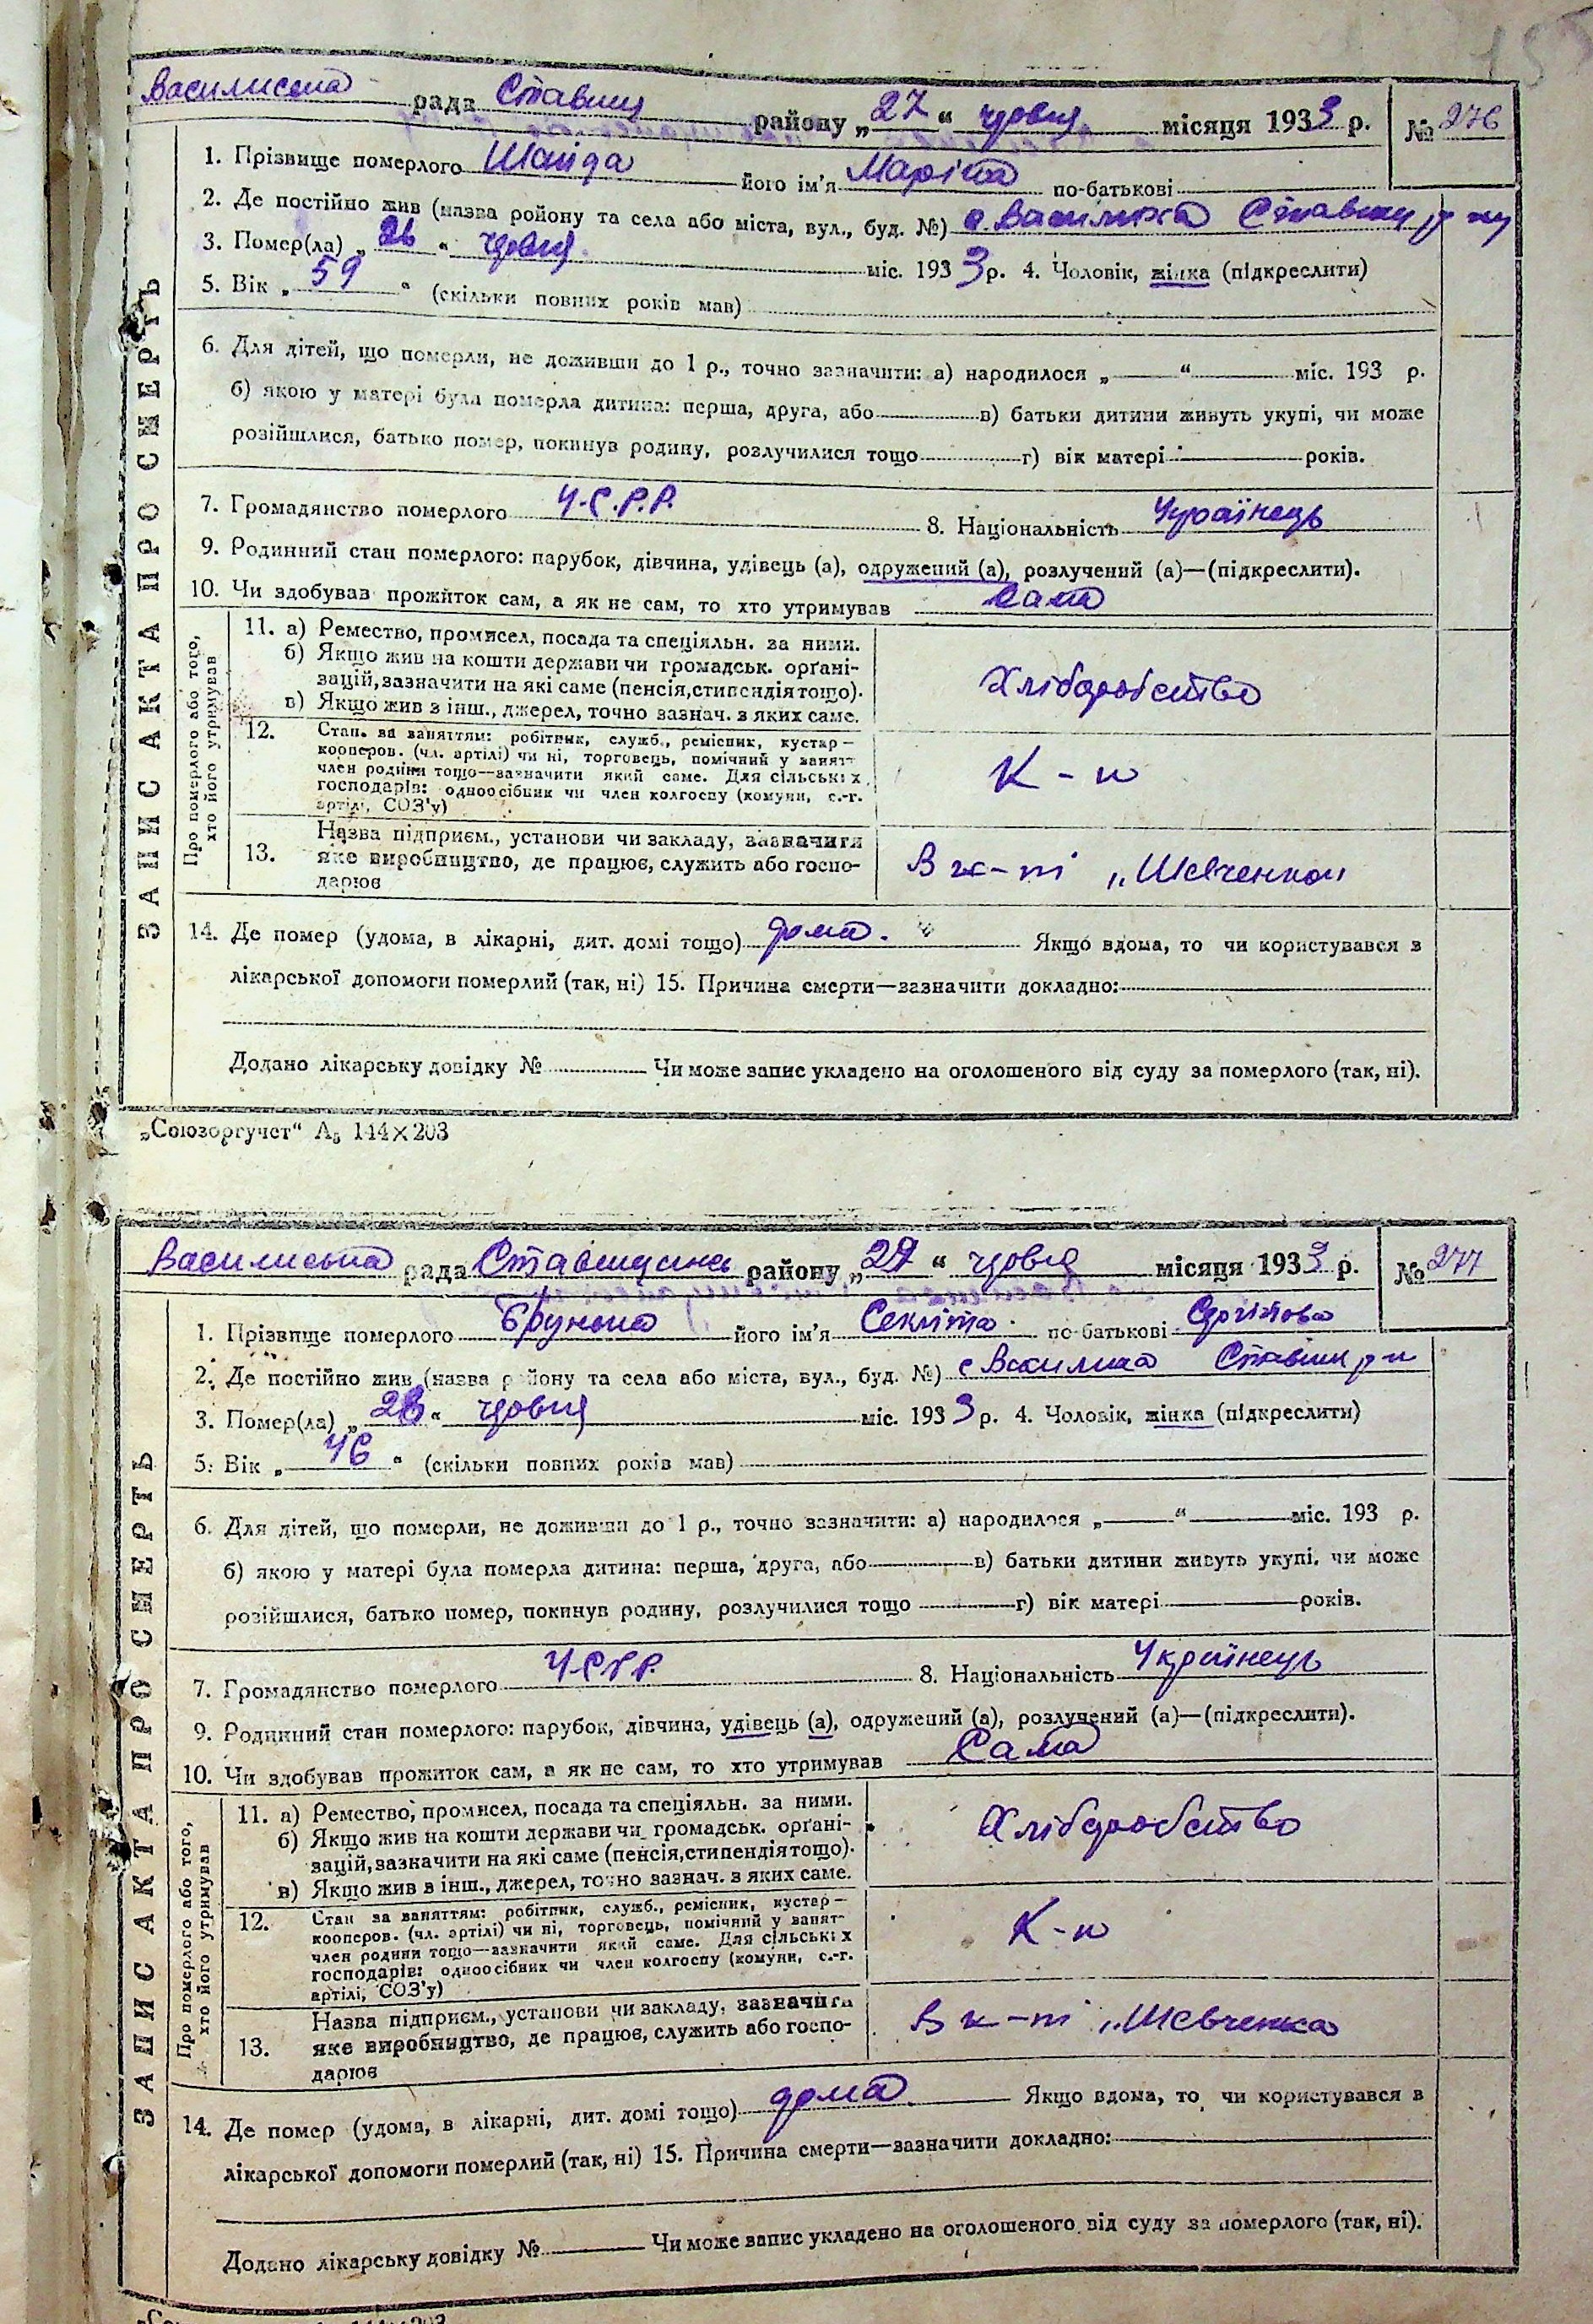 Василиська рада Ставищ району „27“ червня місяця 1933 р. № 276
1. Прізвище померлого Шайда його ім'я Маріна по-батькові
2. Де постійно жив (назва ройону та села або міста, вул., буд. №) с. Василиха Ставищ р-ну
3. Помер(ла) „26“ червня міс. 1933 р. 4. Чоловік, жінка (підкреслити)
5. Вік „59“ (скільки повних років мав)
6. Для дітей, що померли, не доживши до 1 р., точно зазначити: а) народилося „ “ міс. 193 р.
б) якою у матері була померла дитина: перша, друга, або в) батьки дитини живуть укупі, чи може
розійшлися, батько помер, покинув родину, розлучилися тощо г) вік матері років.
7. Громадянство померлого У.С.Р.Р. 8. Національність Українець
9. Родинний стан померлого: парубок, дівчина, удівець (а), одружений (а), розлучений (а)—(підкреслити).
10. Чи здобував прожиток сам, а як не сам, то хто утримував сама
11. а) Ремество, промисел, посада та спеціяльн. за ними.
б) Якщо жив на кошти держави чи громадськ. орґані-
зацій, зазначити на які саме (пенсія, стипендія тощо).
в) Якщо жив з інш., джерел, точно зазнач. з яких саме.
Хліборобство
12. Стан. за заняттям: робітник, служб., ремісник, кустар—
кооперов. (чл. артілі) чи ні, торговець, помічний у занят-
член родини тощо—зазначити який саме. Для сільських
господарів: одноосібник чи член колгоспу (комуни, с.-г.
артілі, СОЗ'у)
К-к
13. Назва підприєм., установи чи закладу, зазначити
яке виробництво, де працює, служить або госпо-
дарює
В к-пі „Шевченка“
Про померлого або того,
хто його утримував
ЗАПИС АКТА ПРО СМЕРТЬ
14. Де помер (удома, в лікарні, дит. домі тощо) дома. Якщо вдома, то чи користувався з
лікарської допомоги померлий (так, ні) 15. Причина смерти—зазначити докладно:
Додано лікарську довідку № Чи може запис укладено на оголошеного від суду за померлого (так, ні).
„Союзоргучет“ А₅ 144×203
Василиська рада Ставищанс району „29“ червня місяця 1933 р. № 277
1. Прізвище померлого його ім'я Секліта по-батькові
2. Де постійно жив (назва району та села або міста, вул., буд. №) с Василиха Ставищ р-н
3. Помер(ла) „28“ червня міс. 1933 р. 4. Чоловік, жінка (підкреслити)
5. Вік „46“ (скільки повних років мав)
6. Для дітей, що померли, не доживши до 1 р., точно зазначити: а) народилося „ “ міс. 193 р.
б) якою у матері була померла дитина: перша, друга, або в) батьки дитини живуть укупі, чи може
розійшлися, батько помер, покинув родину, розлучилися тощо г) вік матері років.
7. Громадянство померлого УСРР. 8. Національність Українець
9. Родинний стан померлого: парубок, дівчина, удівець (а), одружений (а), розлучений (а)—(підкреслити).
10. Чи здобував прожиток сам, а як не сам, то хто утримував Сама
11. а) Ремество, промисел, посада та спеціяльн. за ними.
б) Якщо жив на кошти держави чи громадськ. орґані-
зацій, зазначити на які саме (пенсія, стипендія тощо).
в) Якщо жив в інш., джерел, точно зазнач. з яких саме.
Хліборобство
12. Стан за заняттям: робітник, служб., ремісник, кустар—
кооперов. (чл. артілі) чи ні, торговець, помічний у занят-
член родини тощо—зазначити який саме. Для сільських
господарів: одноосібник чи член колгоспу (комуни, с.-г.
артілі, СОЗ'у)
К-к
13. Назва підприєм., установи чи закладу, зазначити
яке виробництво, де працює, служить або госпо-
дарює
В к-пі „Шевченка
Про померлого або того,
хто його утримував
ЗАПИС АКТА ПРО СМЕРТЬ
14. Де помер (удома, в лікарні, дит. домі тощо) дома. Якщо вдома, то чи користувався в
лікарської допомоги померлий (так, ні) 15. Причина смерти—зазначити докладно:
Додано лікарську довідку № Чи може запис укладено на оголошеного від суду за померлого (так, ні).